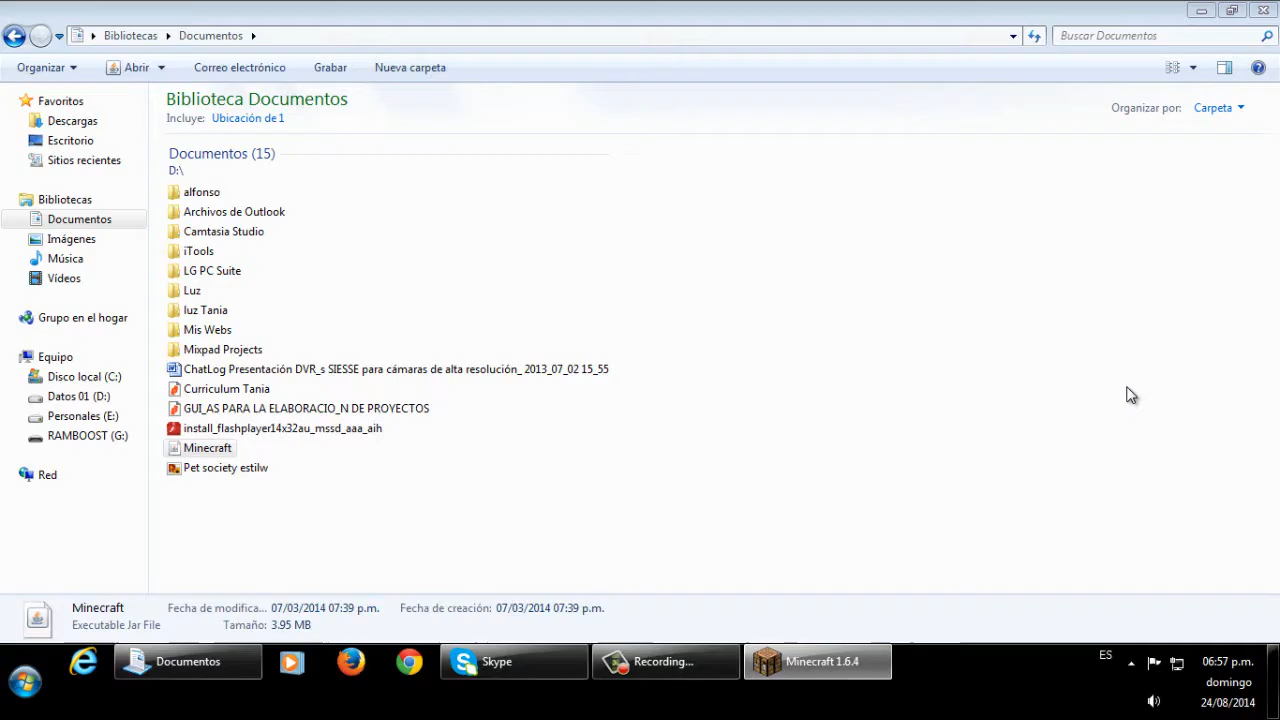 Bibliotecas Documentos Buscar Documentos
Organizar Abrir Correo electrónico Grabar Nueva carpeta
Favoritos
Descargas
Escritorio
Sitios recientes
Bibliotecas
Documentos
Imágenes
Música
Vídeos
Grupo en el hogar
Equipo
Disco local (C:)
Datos 01 (D:)
Personales (E:)
RAMBOOST (G:)
Red
Biblioteca Documentos
Incluye: Ubicación de 1
Organizar por: Carpeta
Documentos (15)
D:\
alfonso
Archivos de Outlook
Camtasia Studio
iTools
LG PC Suite
Luz
luz Tania
Mis Webs
Mixpad Projects
ChatLog Presentación DVR_s SIESSE para cámaras de alta resolución_ 2013_07_02 15_55
Curriculum Tania
GUI_AS PARA LA ELABORACIO_N DE PROYECTOS
install_flashplayer14x32au_mssd_aaa_aih
Minecraft
Pet society estilw
Minecraft Fecha de modifica... 07/03/2014 07:39 p.m. Fecha de creación: 07/03/2014 07:39 p.m.
Executable Jar File Tamaño: 3.95 MB
Documentos Skype Recording... Minecraft 1.6.4 ES 06:57 p.m.
domingo
24/08/2014